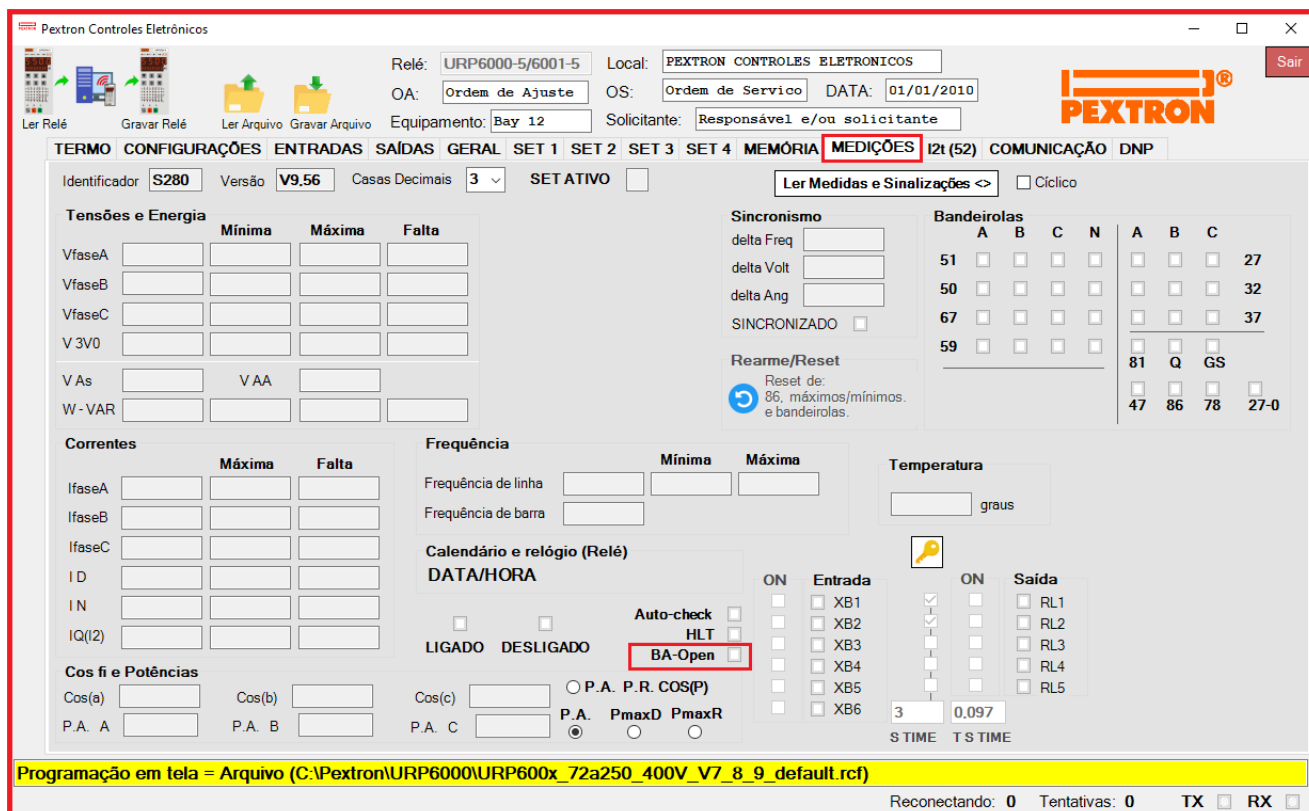 Pextron Controles Eletrônicos
Relé: URP6000-5/6001-5 Local: PEXTRON CONTROLES ELETRONICOS Sair
OA: Ordem de Ajuste OS: Ordem de Servico DATA: 01/01/2010
PEXTRON ®
Ler Relé Gravar Relé Ler Arquivo Gravar Arquivo Equipamento: Bay 12 Solicitante: Responsável e/ou solicitante
TERMO CONFIGURAÇÕES ENTRADAS SAÍDAS GERAL SET 1 SET 2 SET 3 SET 4 MEMÓRIA MEDIÇÕES I2t (52) COMUNICAÇÃO DNP
Identificador S280 Versão V9,56 Casas Decimais 3 SET ATIVO Ler Medidas e Sinalizações <> Cíclico
Tensões e Energia
Mínima Máxima Falta
VfaseA
VfaseB
VfaseC
V 3V0
V As V AA
W - VAR
Sincronismo
delta Freq
delta Volt
delta Ang
SINCRONIZADO
Rearme/Reset
Reset de:
86, máximos/mínimos.
e bandeirolas.
Bandeirolas
A B C N A B C
51 27
50 32
67 37
59
81 Q GS
47 86 78 27-0
Correntes
Máxima Falta
IfaseA
IfaseB
IfaseC
I D
I N
IQ(I2)
Frequência
Mínima Máxima
Frequência de linha
Frequência de barra
Temperatura
graus
Calendário e relógio (Relé)
DATA/HORA
Auto-check
HLT
BA-Open
LIGADO DESLIGADO
ON Entrada ON Saída
XB1 RL1
XB2 RL2
XB3 RL3
XB4 RL4
XB5 RL5
XB6
3 0,097
S TIME T S TIME
Cos fi e Potências
Cos(a) Cos(b) Cos(c) P.A. P.R. COS(P)
P.A. A P.A. B P.A. C P.A. PmaxD PmaxR
Programação em tela = Arquivo (C:\Pextron\URP6000\URP600x_72a250_400V_V7_8_9_default.rcf)
Reconectando: 0 Tentativas: 0 TX RX